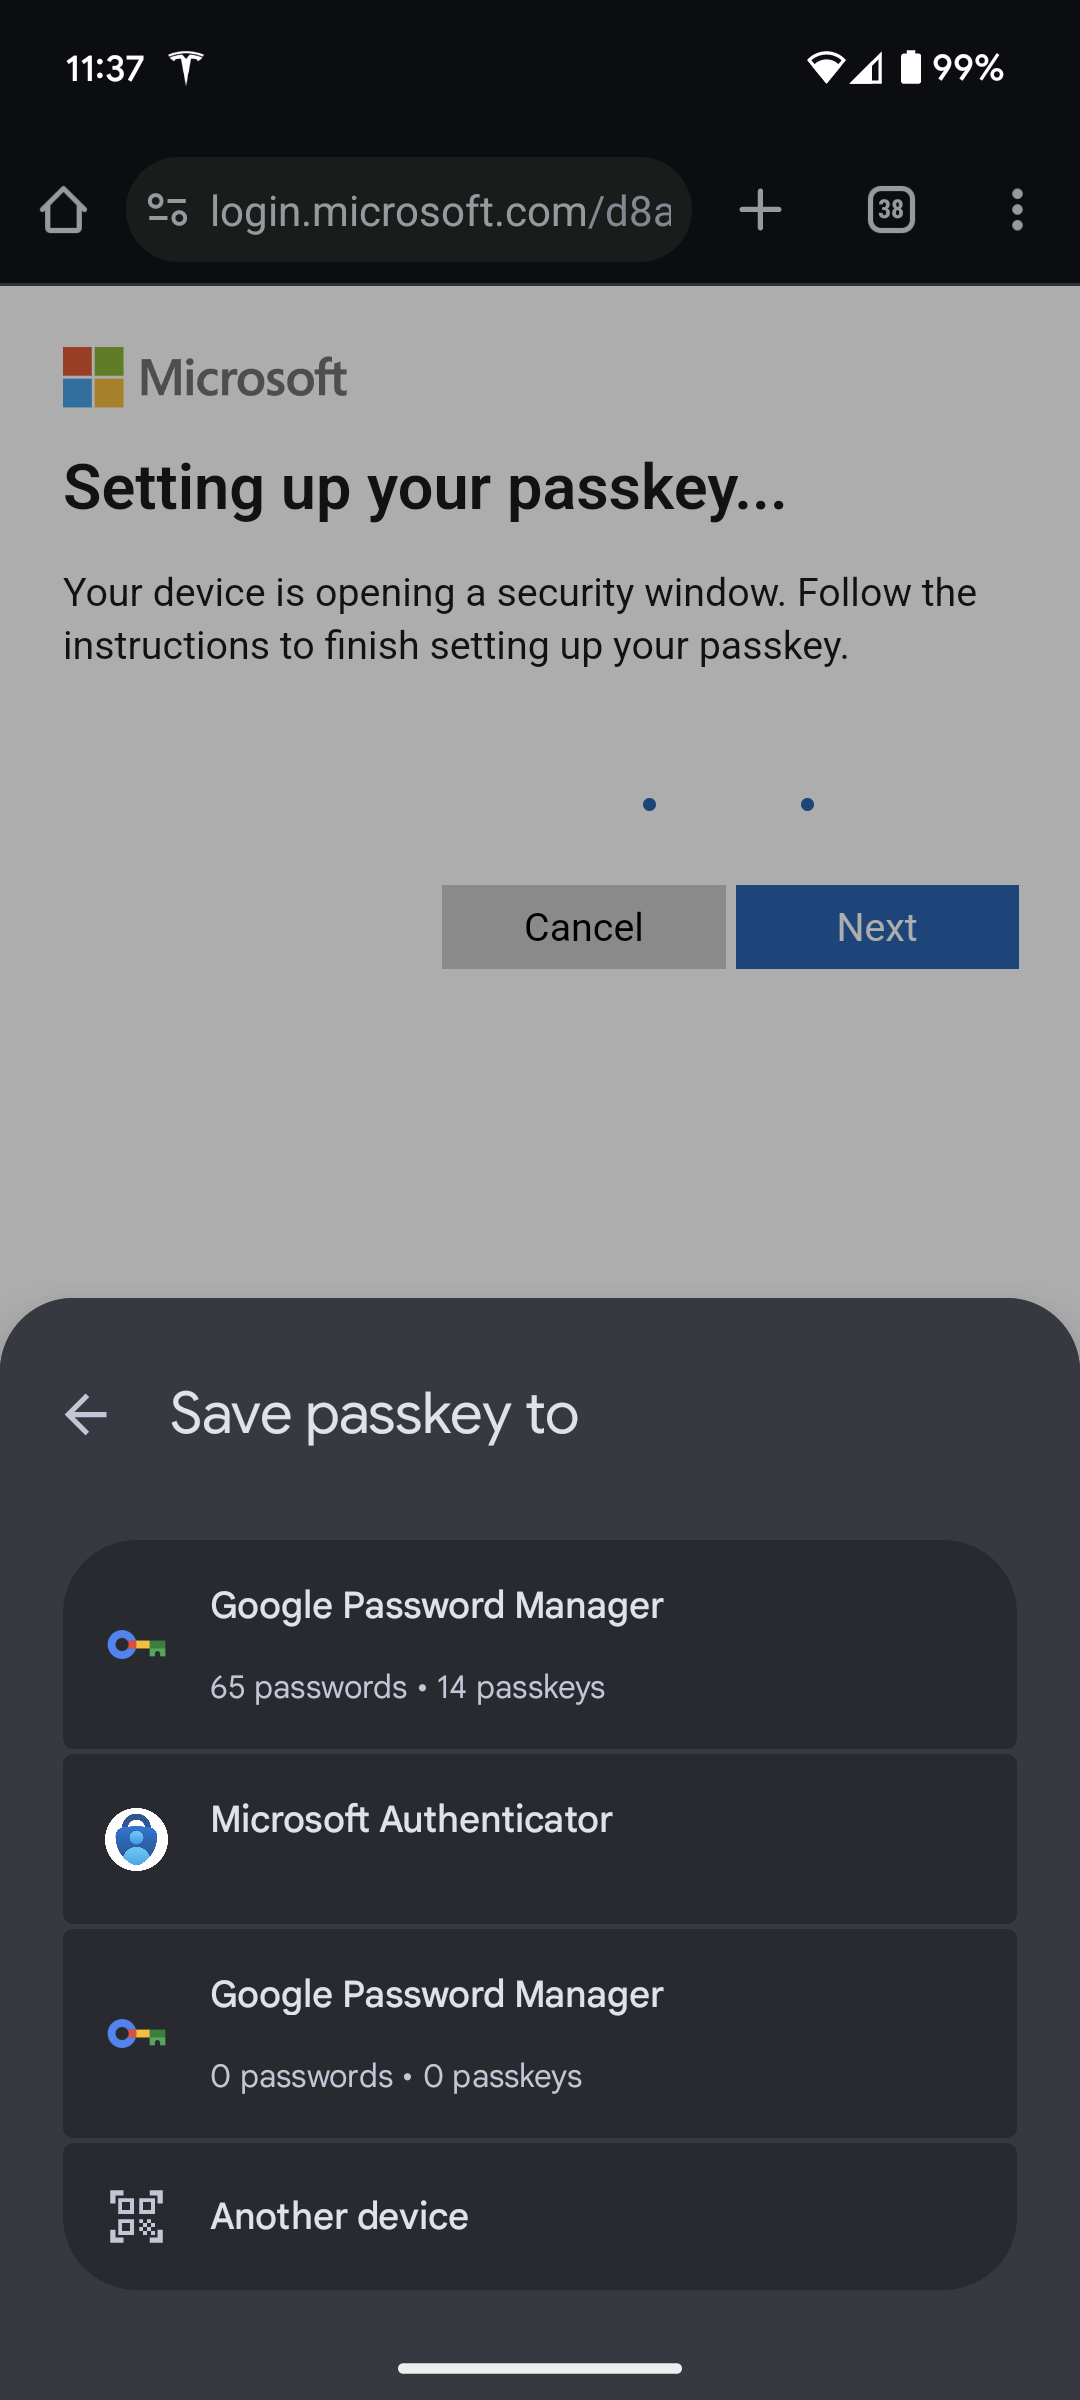 11:37
99%
login.microsoft.com/d8a
38
Microsoft
Setting up your passkey...
Your device is opening a security window. Follow the
instructions to finish setting up your passkey.
Cancel
Next
Save passkey to
Google Password Manager
65 passwords • 14 passkeys
Microsoft Authenticator
Google Password Manager
0 passwords • 0 passkeys
Another device